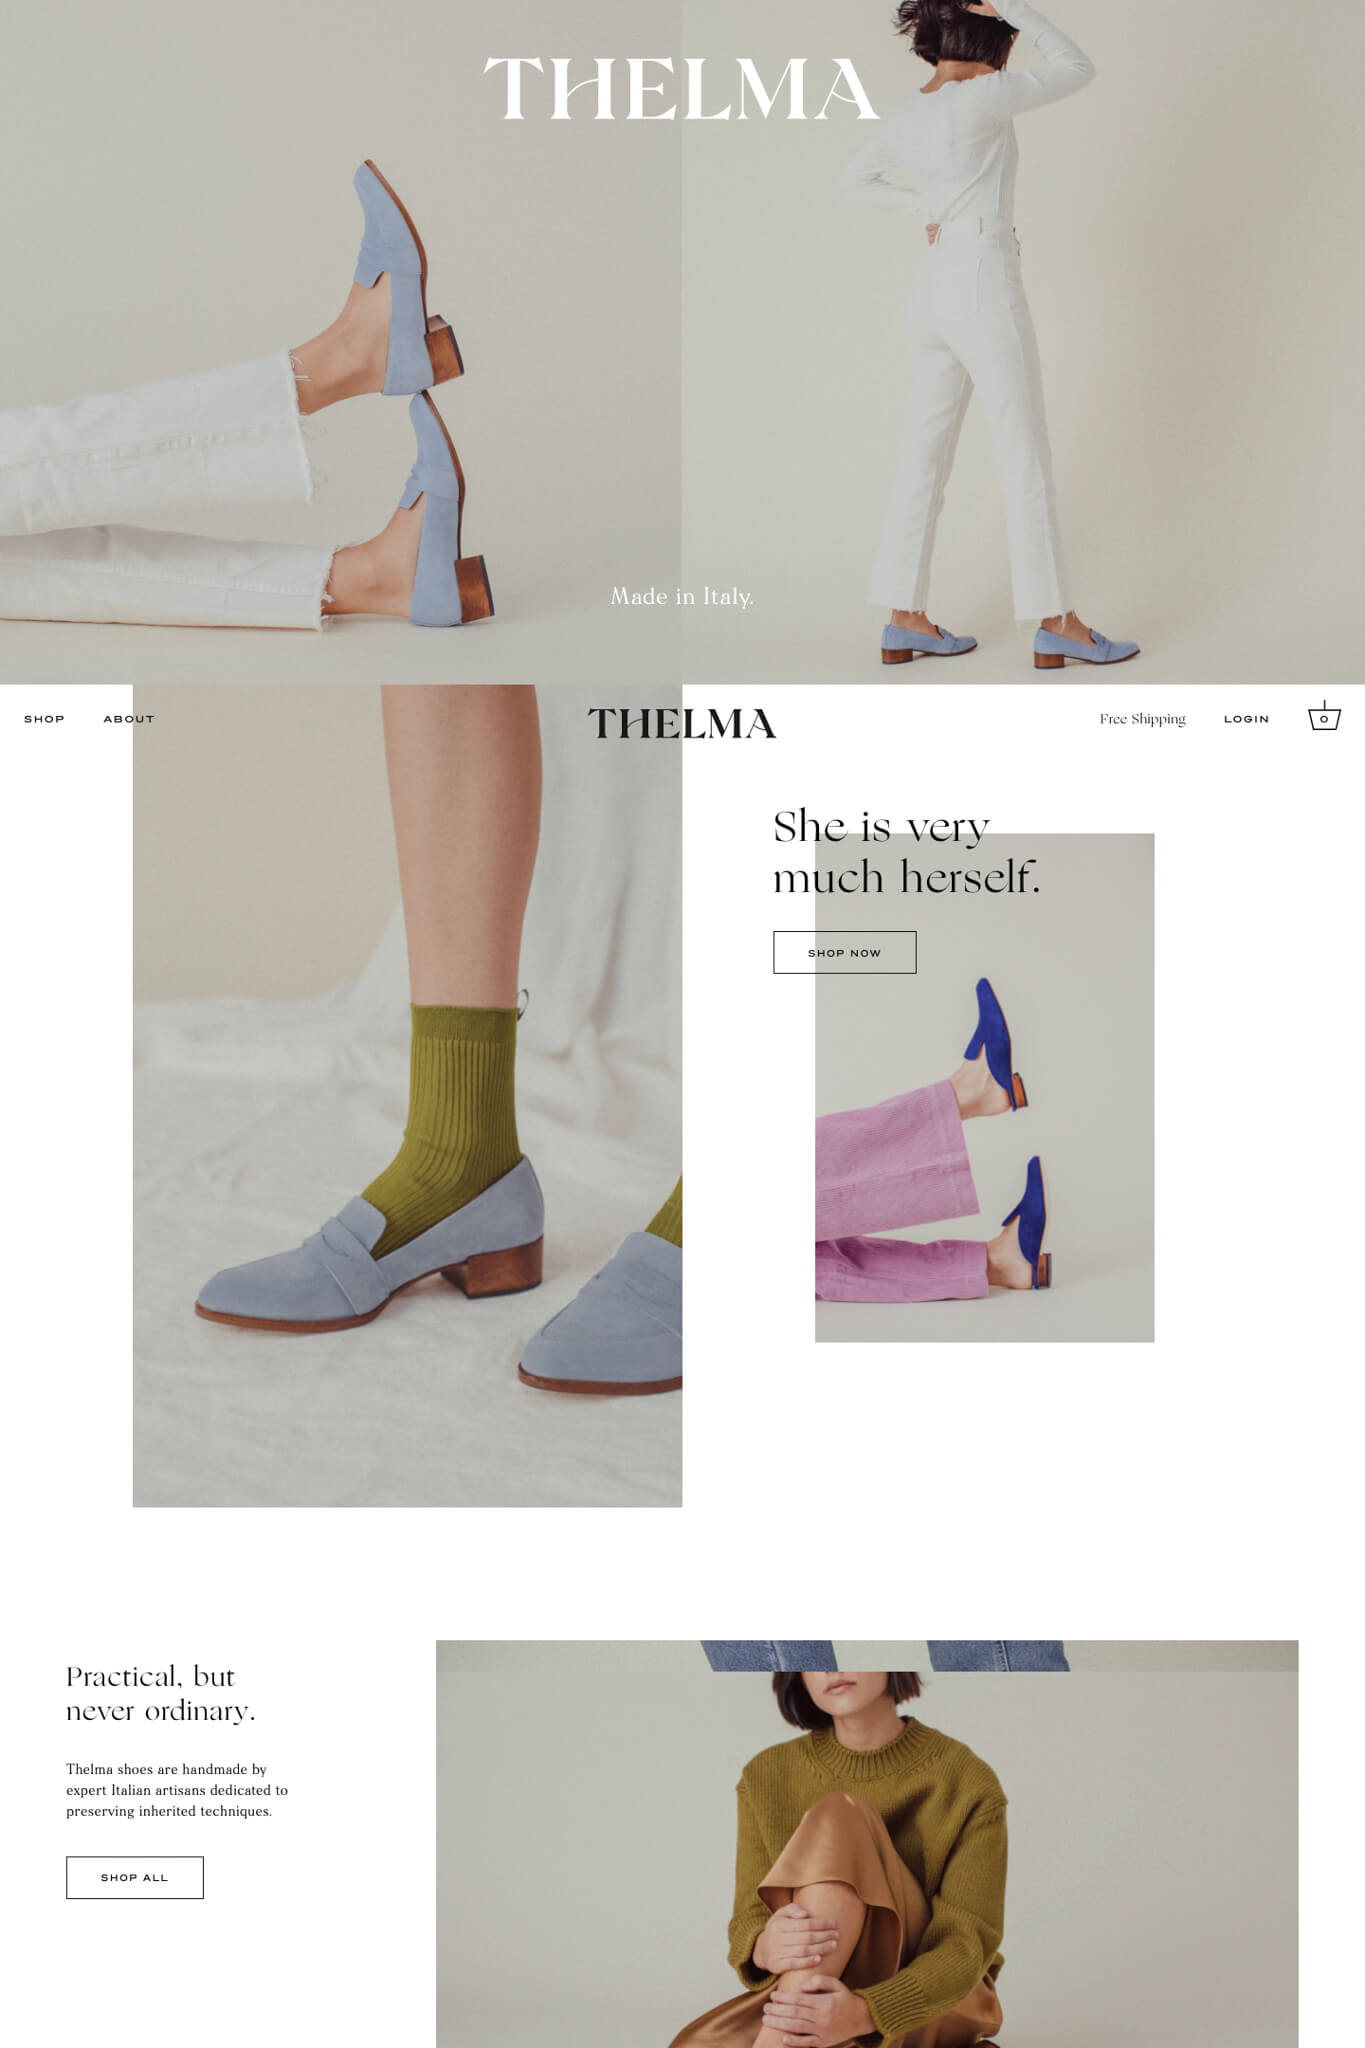 THELMA
Made in Italy.
SHOP
ABOUT
THELMA
Free Shipping
LOGIN
0
She is very
much herself.
SHOP NOW
Practical, but
never ordinary.
Thelma shoes are handmade by
expert Italian artisans dedicated to
preserving inherited techniques.
SHOP ALL